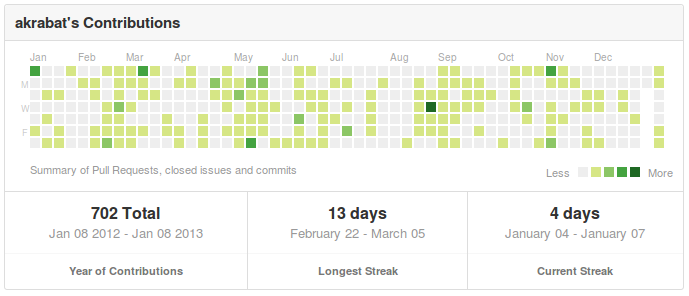 akrabat's Contributions
Jan Feb Mar Apr May Jun Jul Aug Sep Oct Nov Dec
M
W
F
Summary of Pull Requests, closed issues and commits
Less More
702 Total
Jan 08 2012 - Jan 08 2013
Year of Contributions
13 days
February 22 - March 05
Longest Streak
4 days
January 04 - January 07
Current Streak